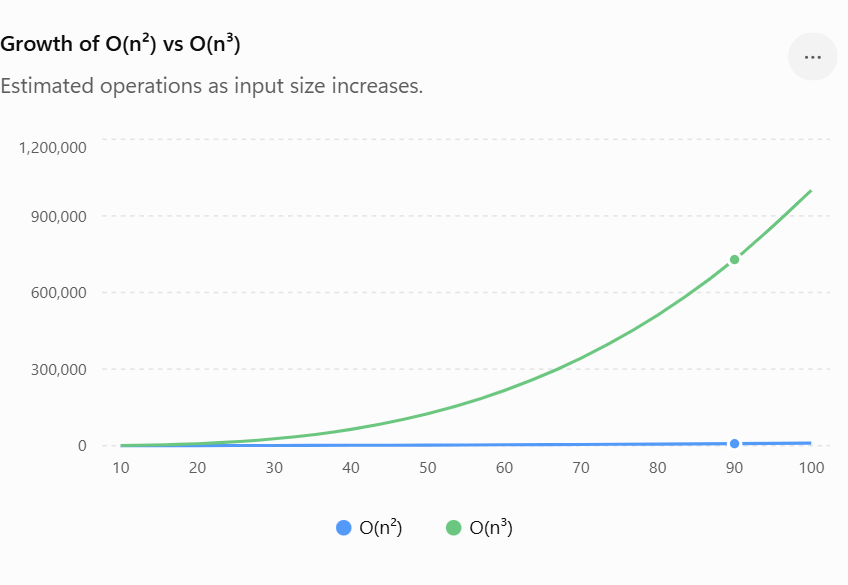 Growth of O(n²) vs O(n³)
...
Estimated operations as input size increases.
1,200,000
900,000
600,000
300,000
0
10 20 30 40 50 60 70 80 90 100
O(n²) O(n³)